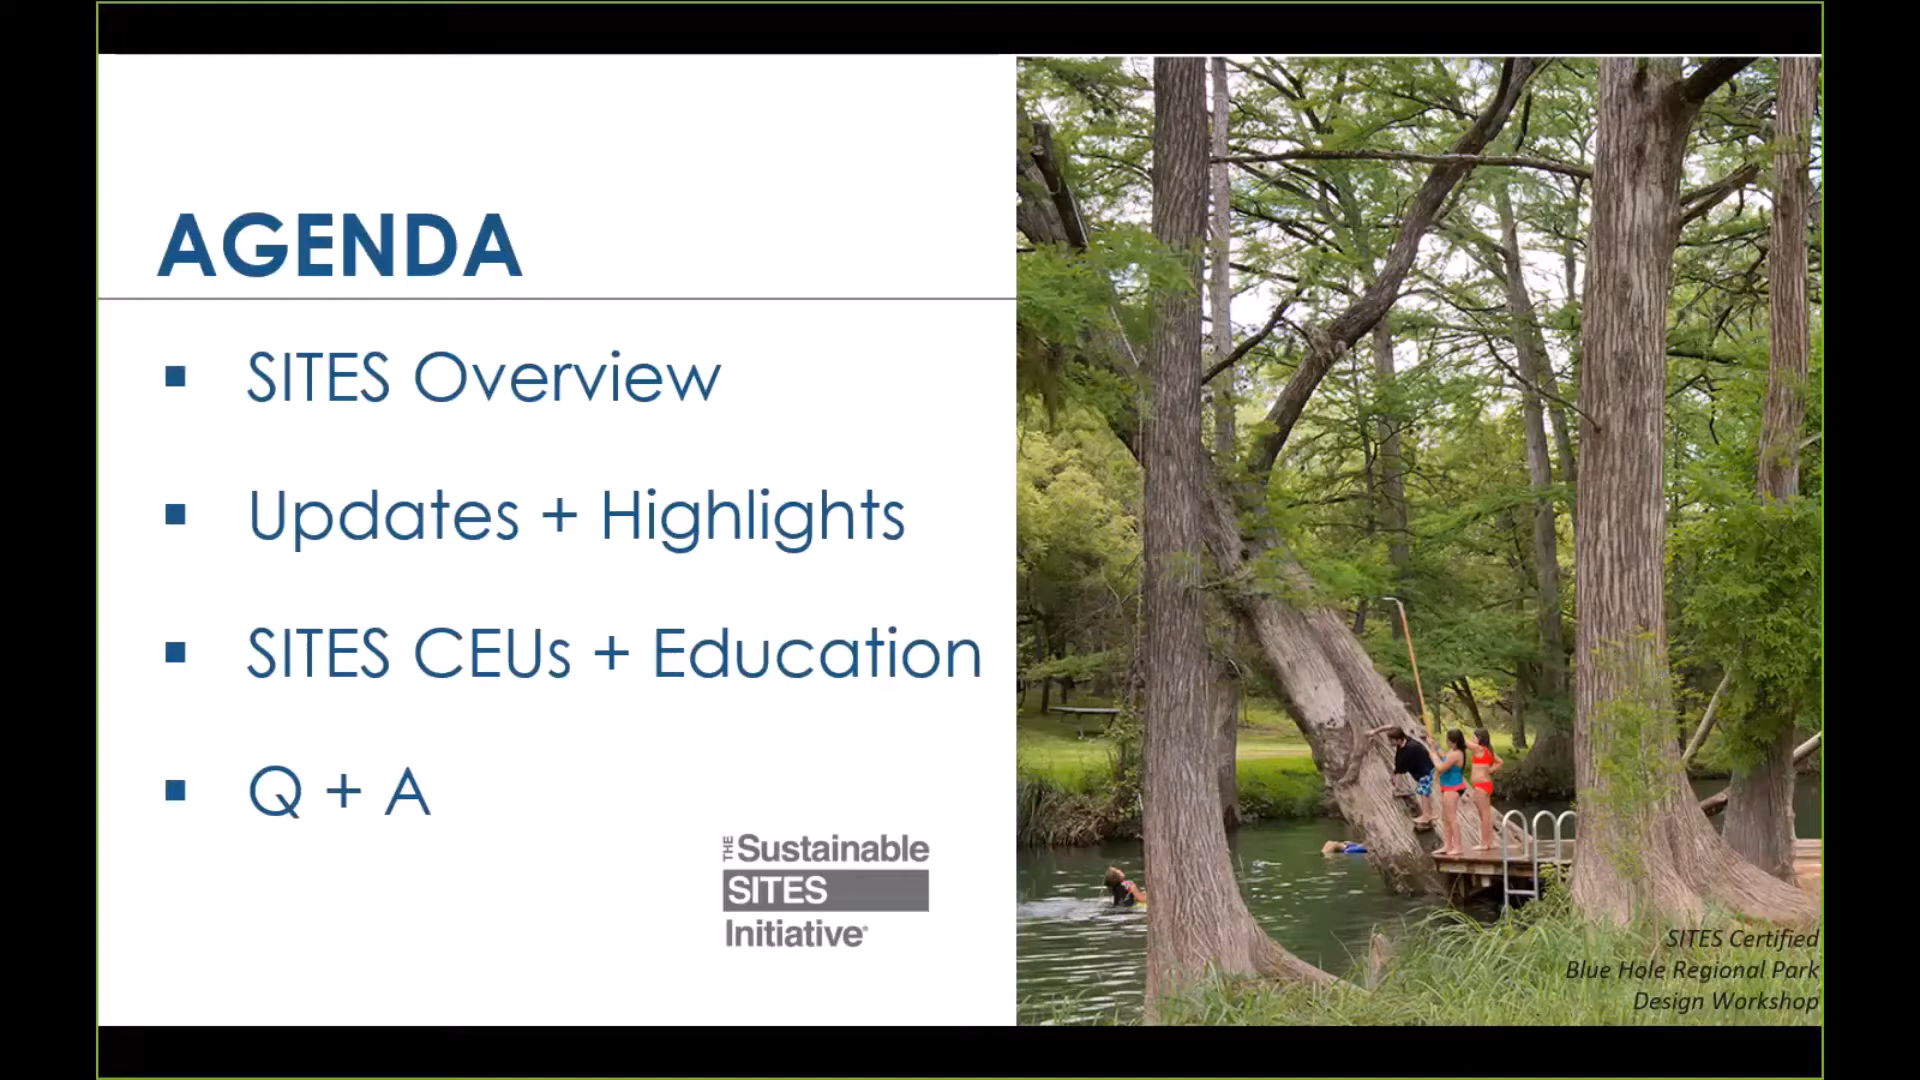 AGENDA
▪ SITES Overview
▪ Updates + Highlights
▪ SITES CEUs + Education
▪ Q + A
THE Sustainable
SITES
Initiative®
SITES Certified
Blue Hole Regional Park
Design Workshop